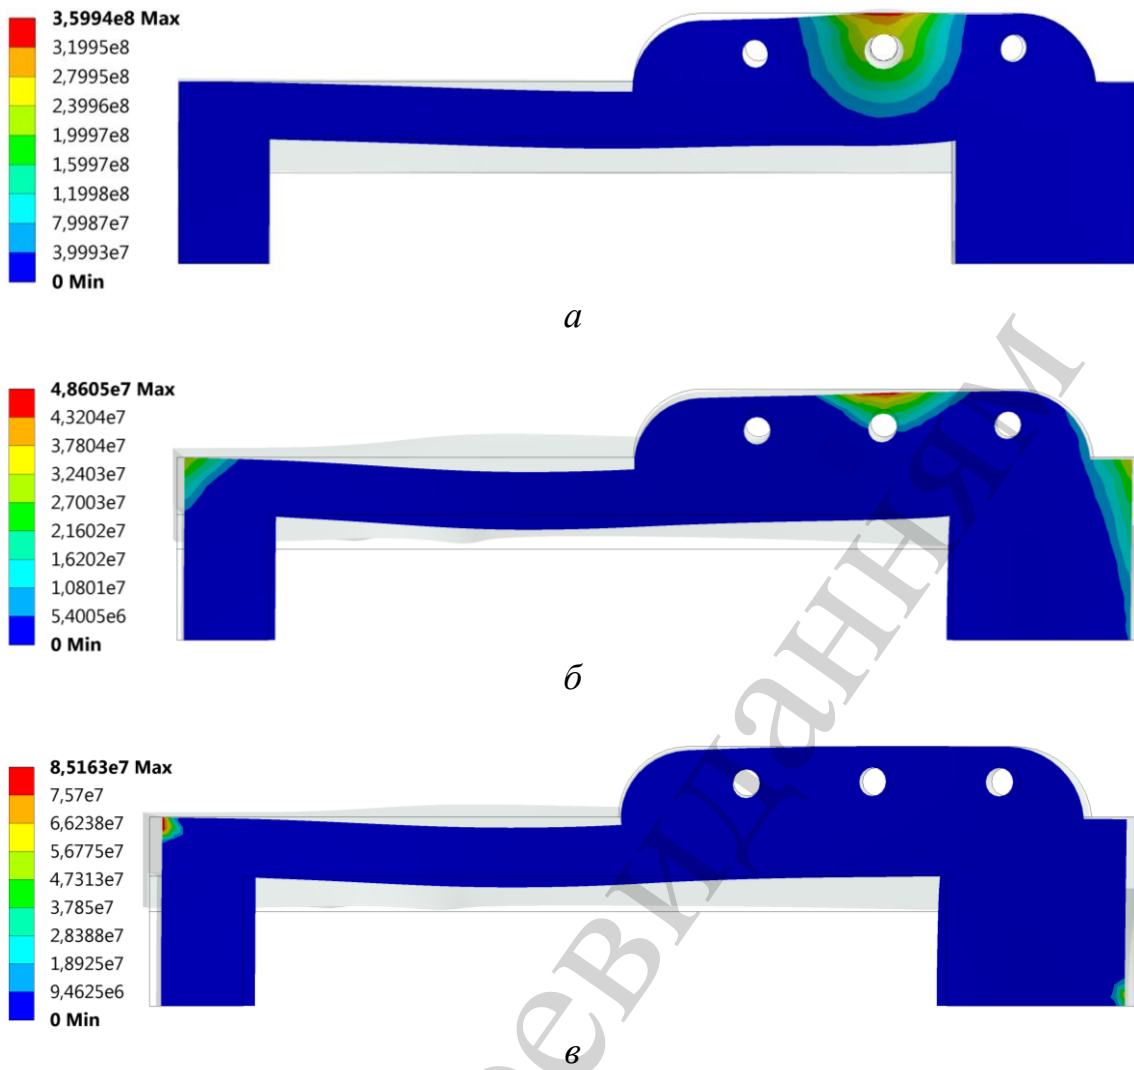 3,5994e8 Max
3,1995e8
2,7995e8
2,3996e8
1,9997e8
1,5997e8
1,1998e8
7,9987e7
3,9993e7
0 Min
а
4,8605e7 Max
4,3204e7
3,7804e7
3,2403e7
2,7003e7
2,1602e7
1,6202e7
1,0801e7
5,4005e6
0 Min
б
8,5163e7 Max
7,57e7
6,6238e7
5,6775e7
4,7313e7
3,785e7
2,8388e7
1,8925e7
9,4625e6
0 Min
в
ревиданням